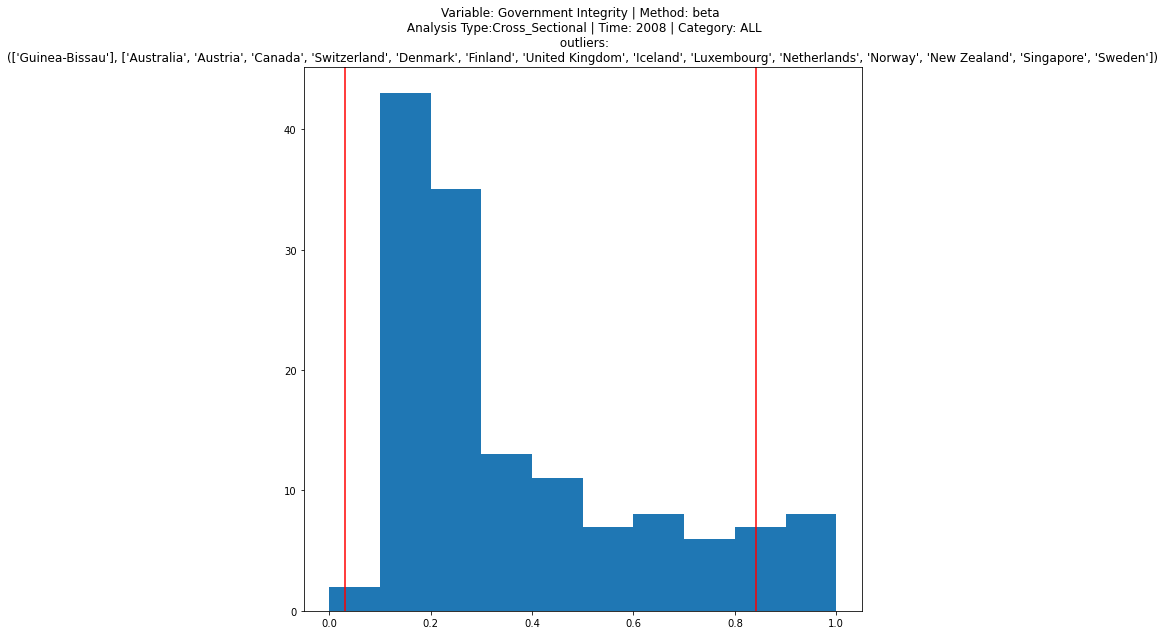 Variable: Government Integrity | Method: beta
Analysis Type:Cross_Sectional | Time: 2008 | Category: ALL
outliers:
(['Guinea-Bissau'], ['Australia', 'Austria', 'Canada', 'Switzerland', 'Denmark', 'Finland', 'United Kingdom', 'Iceland', 'Luxembourg', 'Netherlands', 'Norway', 'New Zealand', 'Singapore', 'Sweden'])
40
30
20
10
0
0.0 0.2 0.4 0.6 0.8 1.0